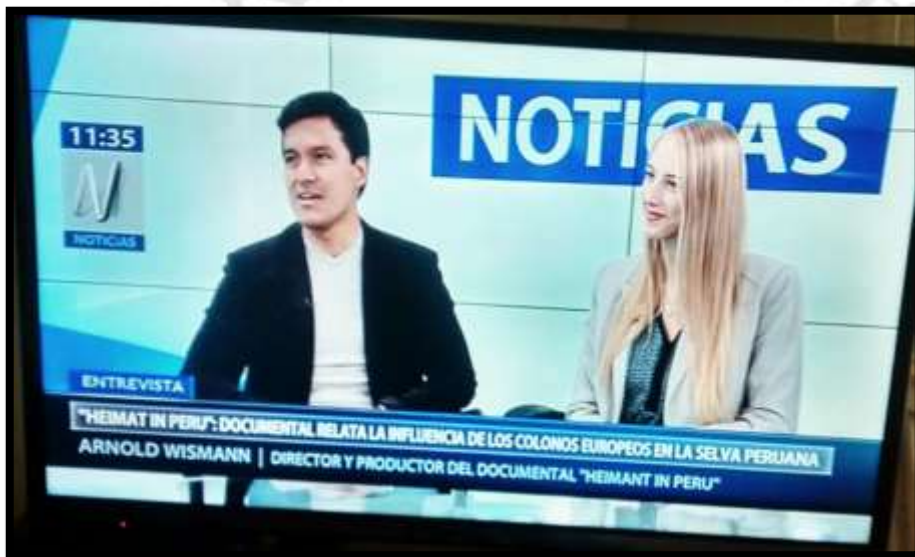 NOTICIAS
11:35
N
NOTICIAS
ENTREVISTA
"HEIMAT IN PERU": DOCUMENTAL RELATA LA INFLUENCIA DE LOS COLONOS EUROPEOS EN LA SELVA PERUANA
ARNOLD WISMANN | DIRECTOR Y PRODUCTOR DEL DOCUMENTAL "HEIMANT IN PERU"